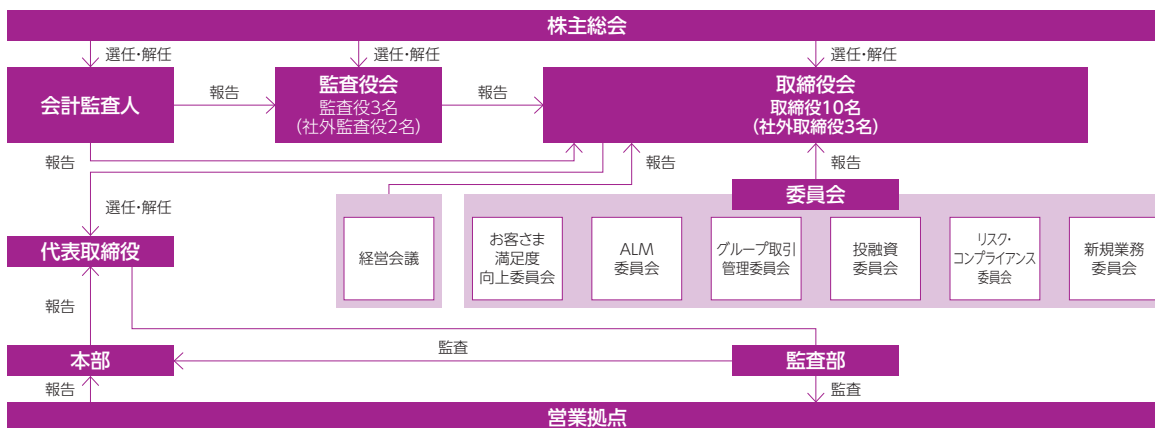 株主総会
選任・解任
選任・解任
選任・解任
会計監査人
報告
監査役会
監査役3名
(社外監査役2名)
報告
取締役会
取締役10名
(社外取締役3名)
報告
報告
報告
委員会
選任・解任
代表取締役
経営会議
お客さま
満足度
向上委員会
ALM
委員会
グループ取引
管理委員会
投融資
委員会
リスク・
コンプライアンス
委員会
新規業務
委員会
報告
本部
監査
監査部
報告
監査
営業拠点